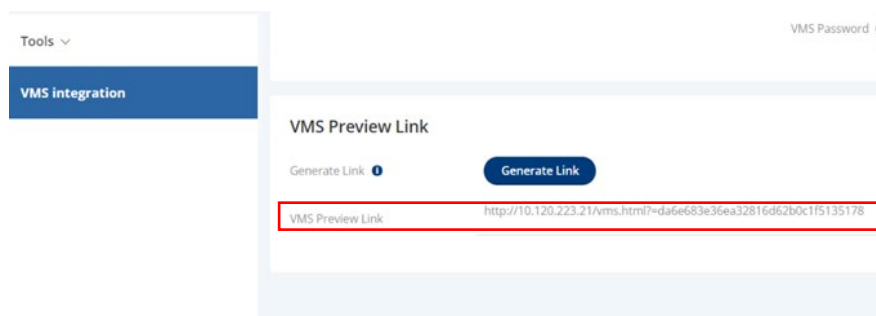 VMS Password
Tools
VMS integration
VMS Preview Link
Generate Link
Generate Link
VMS Preview Link
http://10.120.223.21/vms.html?=da6e683e36ea32816d62b0c1f5135178